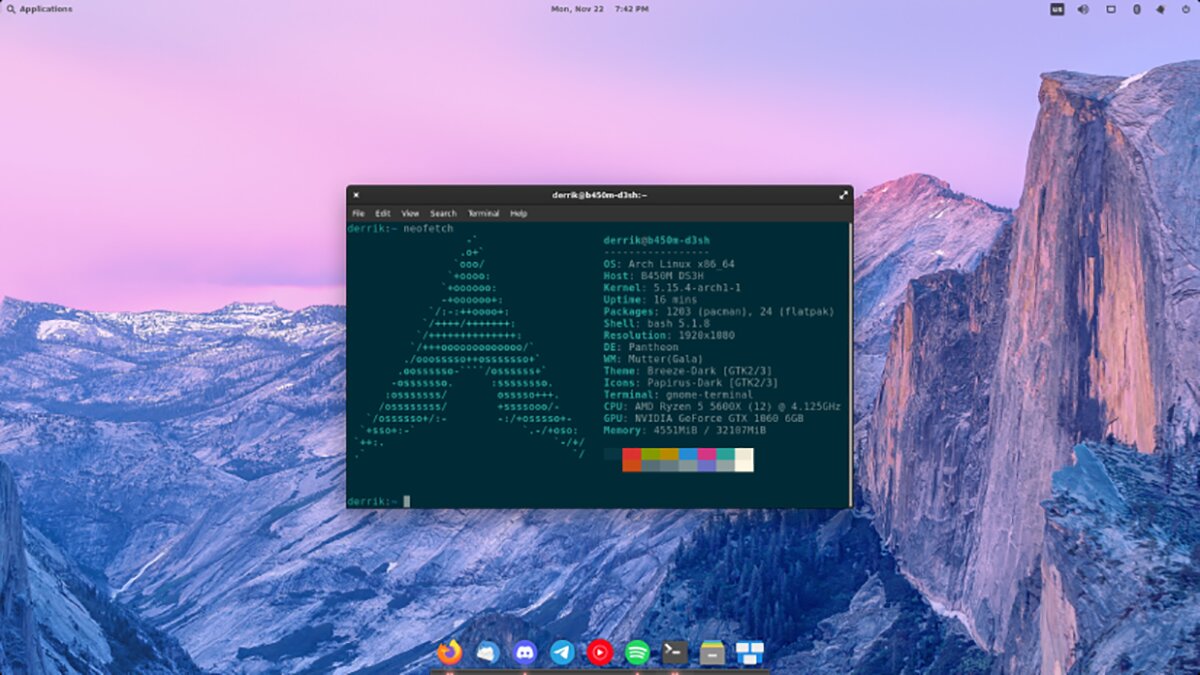 Applications
Mon, Nov 22 7:42 PM
us
derrik@b450m-d3sh:~
File Edit View Search Terminal Help
derrik:~ neofetch
derrik@b450m-d3sh
-----------------
OS: Arch Linux x86_64
Host: B450M DS3H
Kernel: 5.15.4-arch1-1
Uptime: 16 mins
Packages: 1203 (pacman), 24 (flatpak)
Shell: bash 5.1.8
Resolution: 1920x1080
DE: Pantheon
WM: Mutter(Gala)
Theme: Breeze-Dark [GTK2/3]
Icons: Papirus-Dark [GTK2/3]
Terminal: gnome-terminal
CPU: AMD Ryzen 5 5600X (12) @ 4.125GHz
GPU: NVIDIA GeForce GTX 1060 6GB
Memory: 4551MiB / 32107MiB
derrik:~